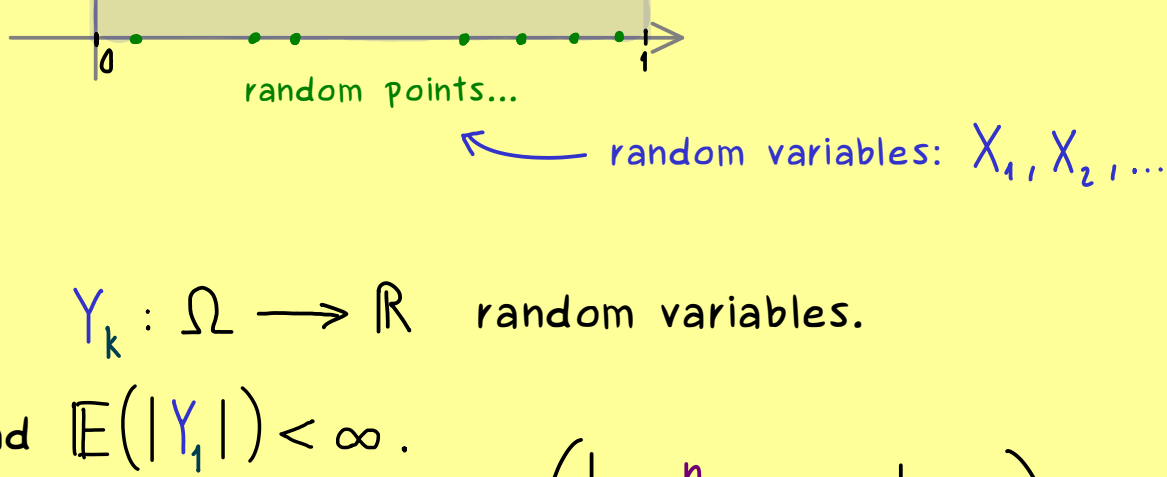 0 1
random points...
random variables: X₁, X₂, ...
Yₖ : Ω ⟶ ℝ random variables.
𝔼(|Y₁|) < ∞.